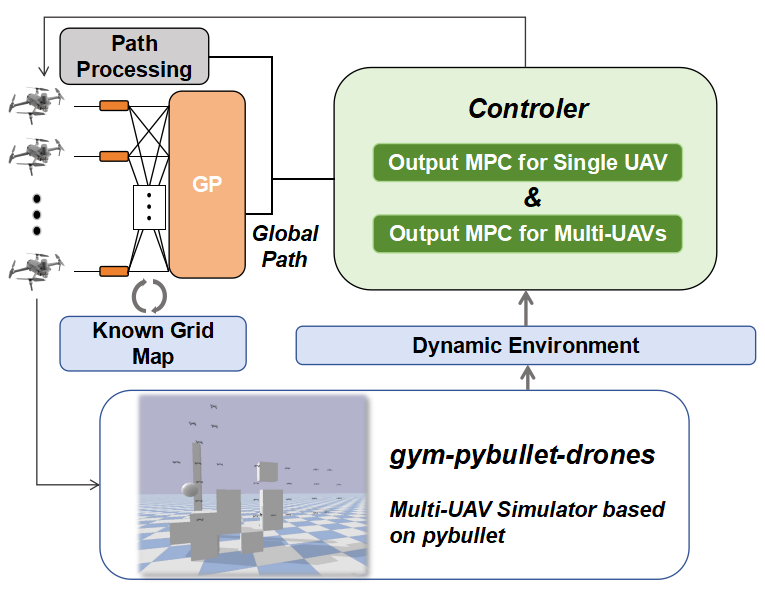 Path
Processing
GP
Global
Path
Known Grid
Map
Controler
Output MPC for Single UAV
&
Output MPC for Multi-UAVs
Dynamic Environment
gym-pybullet-drones
Multi-UAV Simulator based
on pybullet